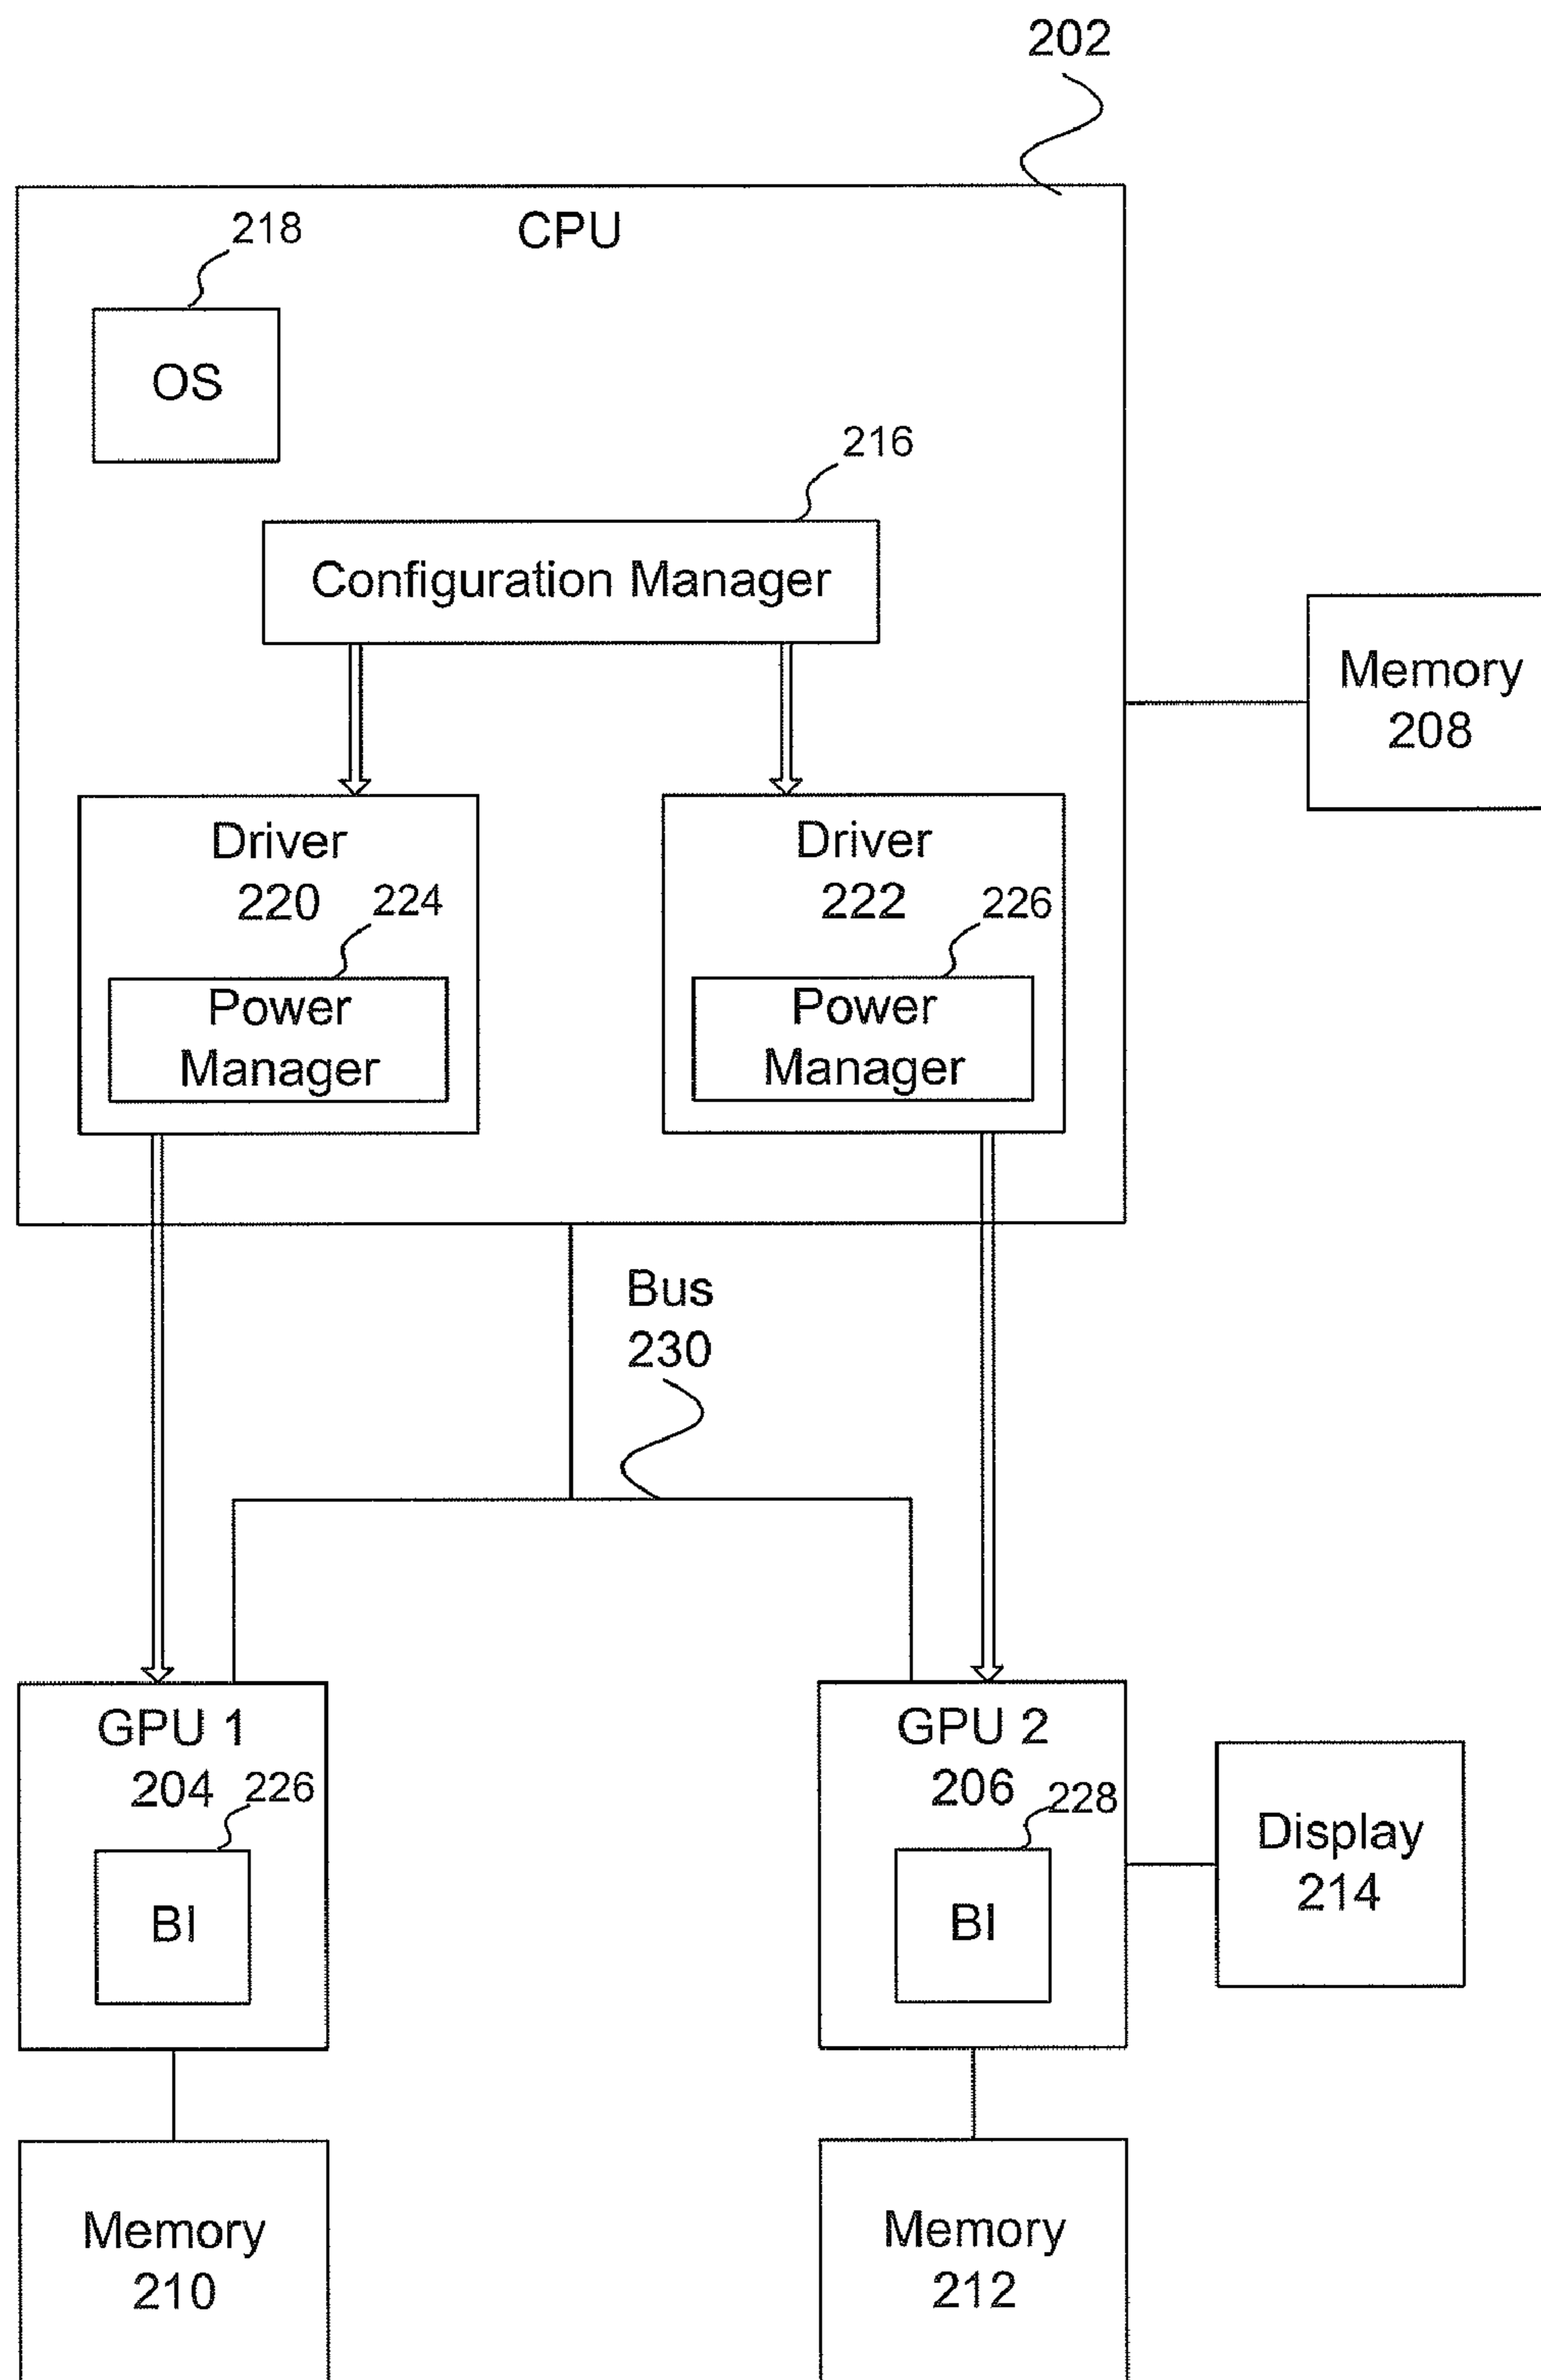 202
CPU
218
OS
216
Configuration Manager
Memory
208
Driver
220
224
Power
Manager
Driver
222
226
Power
Manager
Bus
230
GPU 1
204
226
BI
GPU 2
206
228
BI
Display
214
Memory
210
Memory
212